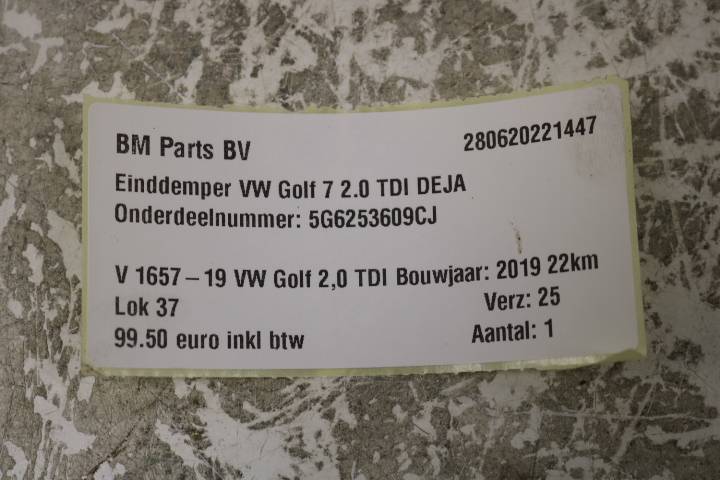 BM Parts BV 280620221447
Einddemper VW Golf 7 2.0 TDI DEJA
Onderdeelnummer: 5G6253609CJ
V 1657-19 VW Golf 2,0 TDI Bouwjaar: 2019 22km
Lok 37 Verz: 25
99.50 euro inkl btw Aantal: 1